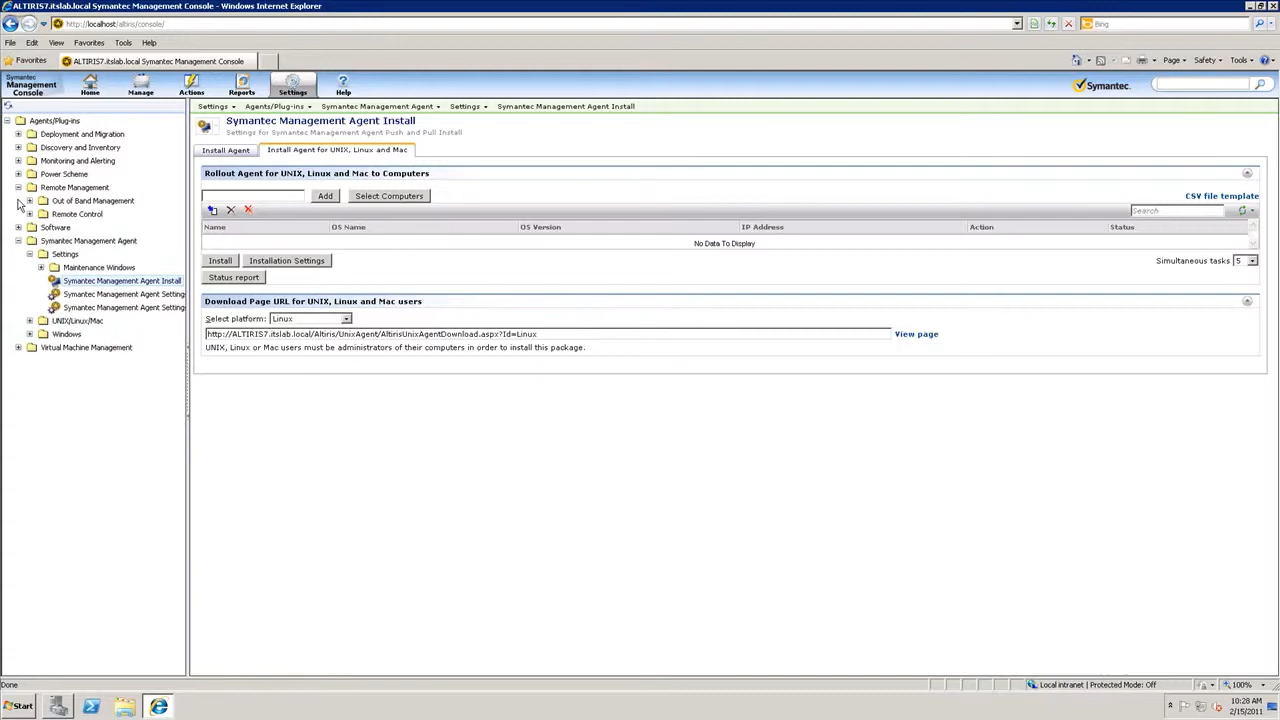 ALTIRIS7.itslab.local Symantec Management Console - Windows Internet Explorer
http://localhost/altiris/console/
Bing
File Edit View Favorites Tools Help
Favorites ALTIRIS7.itslab.local Symantec Management Console
Page Safety Tools
Symantec Management Console
Home Manage Actions Reports Settings Help
Symantec.
Settings Agents/Plug-ins Symantec Management Agent Settings Symantec Management Agent Install
Agents/Plug-ins
Deployment and Migration
Discovery and Inventory
Monitoring and Alerting
Power Scheme
Remote Management
Out of Band Management
Remote Control
Software
Symantec Management Agent
Settings
Maintenance Windows
Symantec Management Agent Install
Symantec Management Agent Setting
Symantec Management Agent Setting
UNIX/Linux/Mac
Windows
Virtual Machine Management
Symantec Management Agent Install
Settings for Symantec Management Agent Push and Pull Install
Install Agent Install Agent for UNIX, Linux and Mac
Rollout Agent for UNIX, Linux and Mac to Computers
Add Select Computers CSV file template
Search
Name OS Name OS Version IP Address Action Status
No Data To Display
Install Installation Settings Simultaneous tasks 5
Status report
Download Page URL for UNIX, Linux and Mac users
Select platform: Linux
http://ALTIRIS7.itslab.local/Altiris/UnixAgent/AltirisUnixAgentDownload.aspx?Id=Linux View page
UNIX, Linux or Mac users must be administrators of their computers in order to install this package.
Done Local intranet | Protected Mode: Off 100%
Start 10:28 AM
2/15/2011